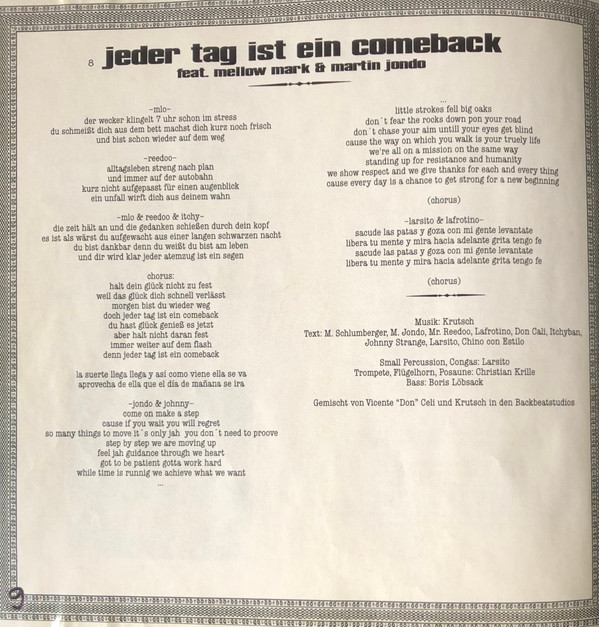 8 jeder tag ist ein comeback
feat. mellow mark & martin jondo
-mlo-
der wecker klingelt 7 uhr schon im stress
du schmeißt dich aus dem bett machst dich kurz noch frisch
und bist schon wieder auf dem weg
-reedoo-
alltagsleben streng nach plan
und immer auf der autobahn
kurz nicht aufgepasst für einen augenblick
ein unfall wirft dich aus deinem wahn
-mlo & reedoo & itchy-
die zeit hält an und die gedanken schießen durch dein kopf
es ist als wärst du aufgewacht aus einer langen schwarzen nacht
du bist dankbar denn du weißt du bist am leben
und dir wird klar jeder atemzug ist ein segen
chorus:
halt dein glück nicht zu fest
weil das glück dich schnell verlässt
morgen bist du wieder weg
doch jeder tag ist ein comeback
du hast glück genieß es jetzt
aber halt nicht daran fest
immer weiter auf dem flash
denn jeder tag ist ein comeback
la suerte llega llega y así como viene ella se va
aprovecha de ella que el día de mañana se ira
-jondo & johnny-
come on make a step
cause if you wait you will regret
so many things to move it´s only jah  you don´t need to proove
step by step we are moving up
feel jah guidance through we heart
got to be patient gotta work hard
while time is runnig we achieve what we want
...
...
little strokes fell big oaks
don´t fear the rocks down pon your road
don´t chase your aim untill your eyes get blind
cause the way on which you walk is your truely life
we're all on a mission on the same way
standing up for resistance and humanity
we show respect and we give thanks for each and every thing
cause every day is a chance to get strong for a new beginning
(chorus)
-larsito & lafrotino-
sacude las patas y goza con mi gente levantate
libera tu mente y mira hacia adelante grita tengo fe
sacude las patas y goza con mi gente levantate
libera tu mente y mira hacia adelante grita tengo fe
(chorus)
Musik: Krutsch
Text: M. Schlumberger, M. Jondo, Mr. Reedoo, Lafrotino, Don Cali, Itchyban,
Johnny Strange, Larsito, Chino con Estilo
Small Percussion, Congas: Larsito
Trompete, Flügelhorn, Posaune: Christian Krille
Bass: Boris Löbsack
Gemischt von Vicente “Don” Celi und Krutsch in den Backbeatstudios
9